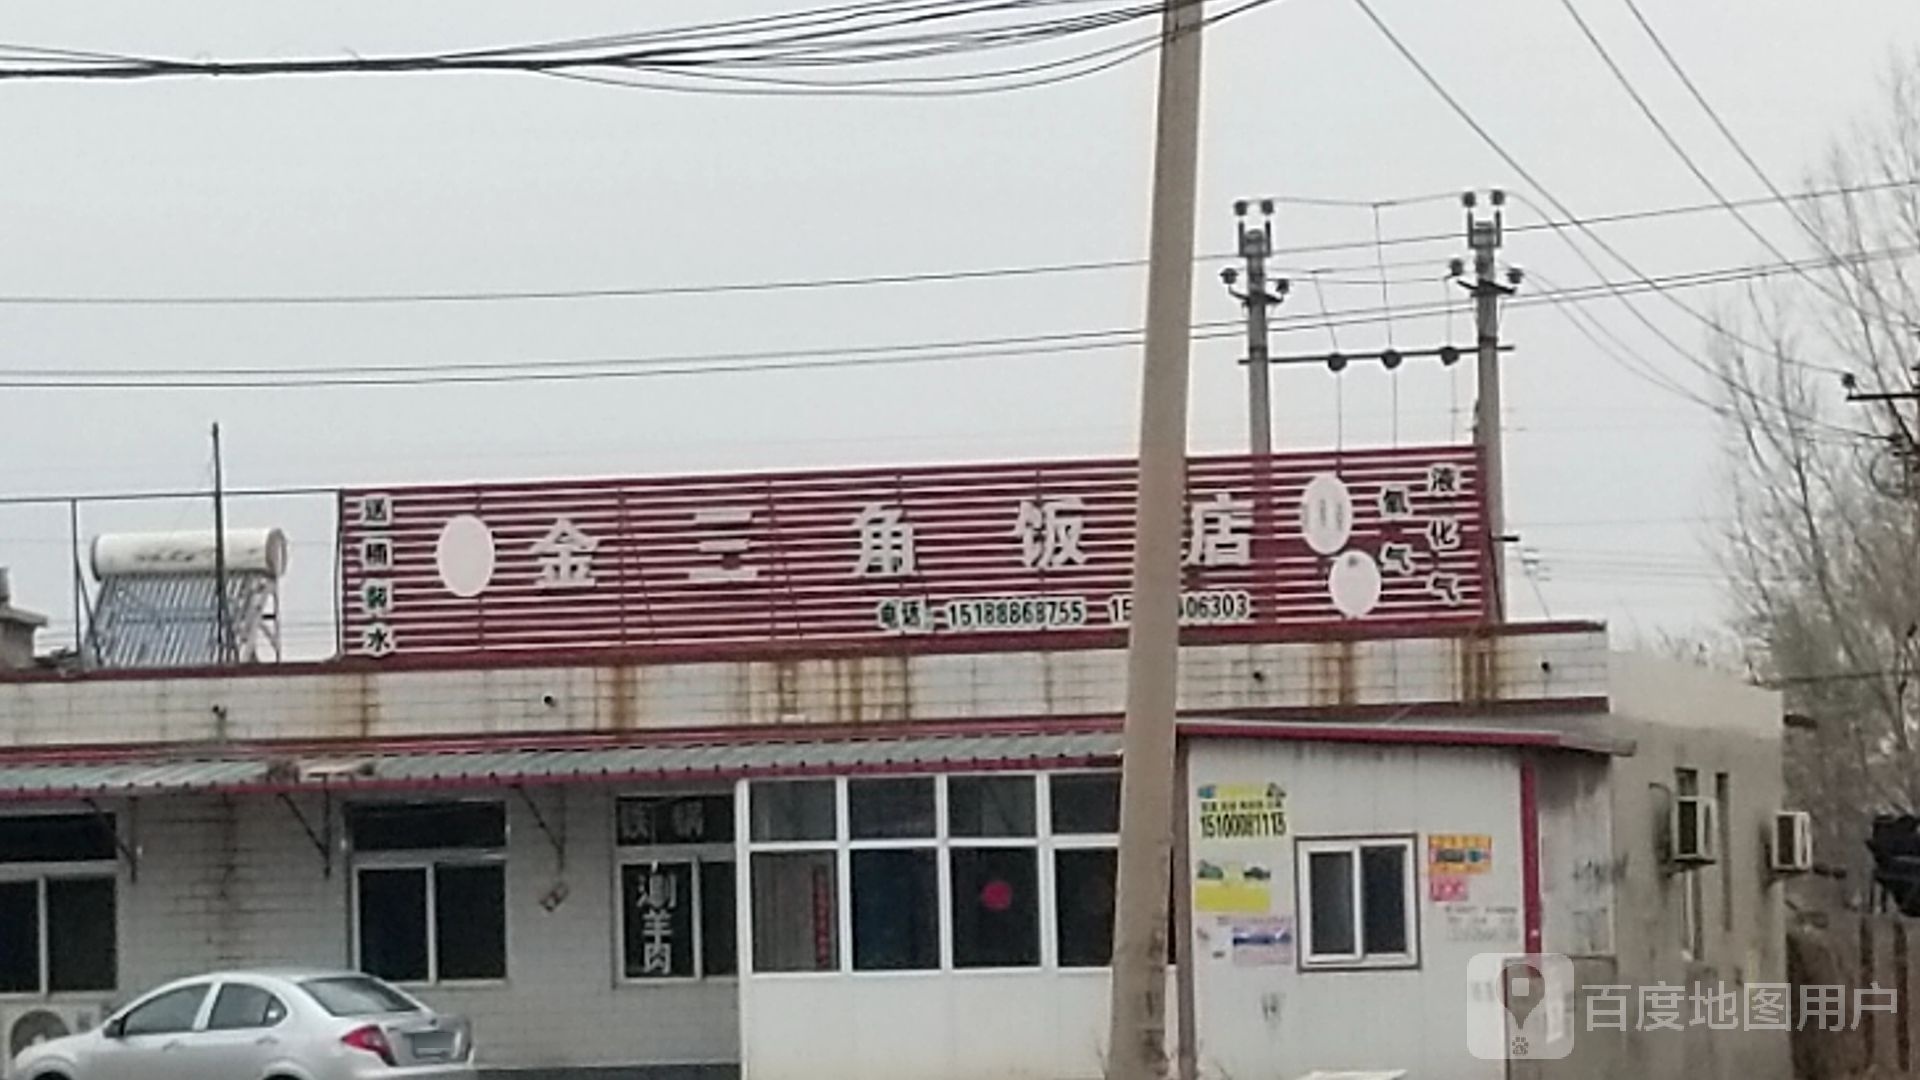 送桶装水
金三角饭店
氧气
液化气
电话: 15188868755 15
06303
铁锅
涮羊肉
15100081113
百度地图用户